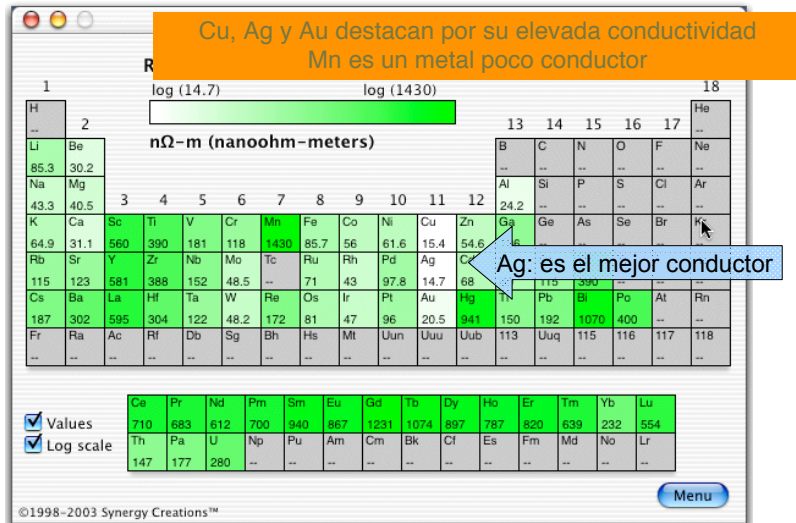 Cu, Ag y Au destacan por su elevada conductividad
Mn es un metal poco conductor
R
1 18
log (14.7) log (1430)
H He
-- 2 13 14 15 16 17 --
nΩ-m (nanoohm-meters)
Li Be B C N O F Ne
85.3 30.2 -- -- -- -- -- --
Na Mg Al Si P S Cl Ar
43.3 40.5 3 4 5 6 7 8 9 10 11 12 24.2 -- -- -- -- --
K Ca Sc Ti V Cr Mn Fe Co Ni Cu Zn Ga Ge As Se Br Kr
64.9 31.1 560 390 181 118 1430 85.7 56 61.6 15.4 54.6
Ag: es el mejor conductor
Rb Sr Y Zr Nb Mo Tc Ru Rh Pd Ag
115 123 581 388 152 48.5 -- 71 43 97.8 14.7 68 115 390 -- -- --
Cs Ba La Hf Ta W Re Os Ir Pt Au Hg Tl Pb Bi Po At Rn
187 302 595 304 122 48.2 172 81 47 96 20.5 941 150 192 1070 400 -- --
Fr Ra Ac Rf Db Sg Bh Hs Mt Uun Uuu Uub 113 Uuq 115 116 117 118
-- -- -- -- -- -- -- -- -- -- -- -- -- -- -- -- -- --
Ce Pr Nd Pm Sm Eu Gd Tb Dy Ho Er Tm Yb Lu
710 683 612 700 940 867 1231 1074 897 787 820 639 232 554
Values
Th Pa U Np Pu Am Cm Bk Cf Es Fm Md No Lr
Log scale
147 177 280 -- -- -- -- -- -- -- -- -- -- --
Menu
©1998-2003 Synergy Creations™